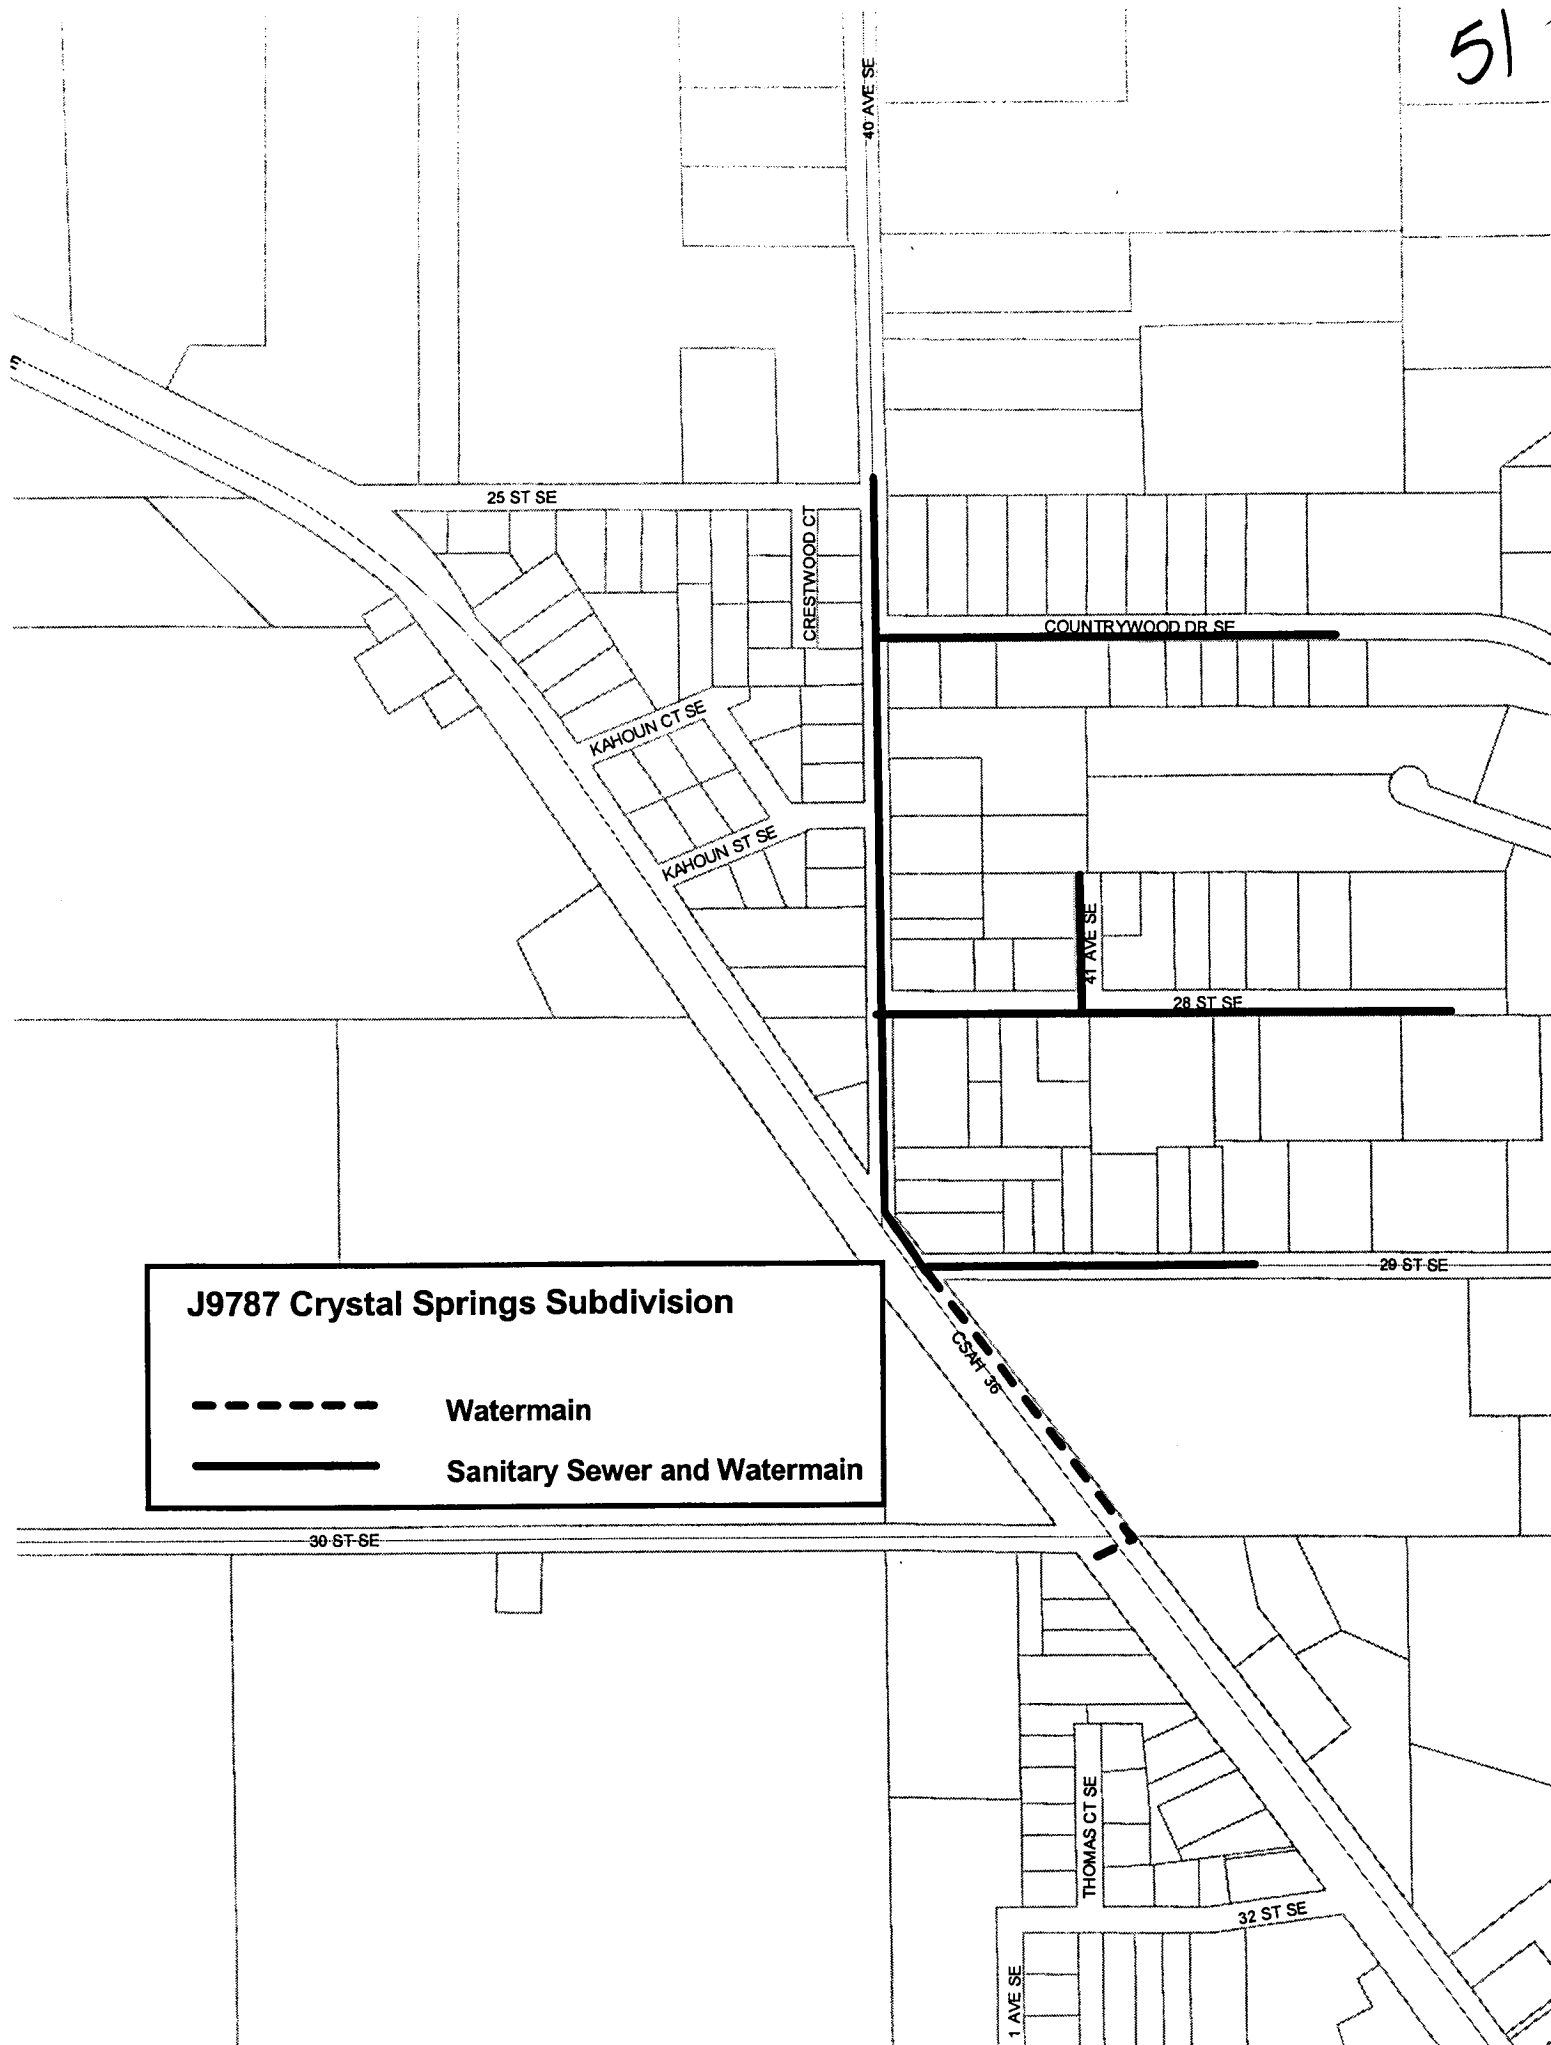 51
40 AVE SE
25 ST SE
CRESTWOOD CT
COUNTRYWOOD DR SE
KAHOUN CT SE
KAHOUN ST SE
41 AVE SE
28 ST SE
29 ST SE
J9787 Crystal Springs Subdivision
CSAH 36
Watermain
Sanitary Sewer and Watermain
30 ST SE
THOMAS CT SE
32 ST SE
1 AVE SE